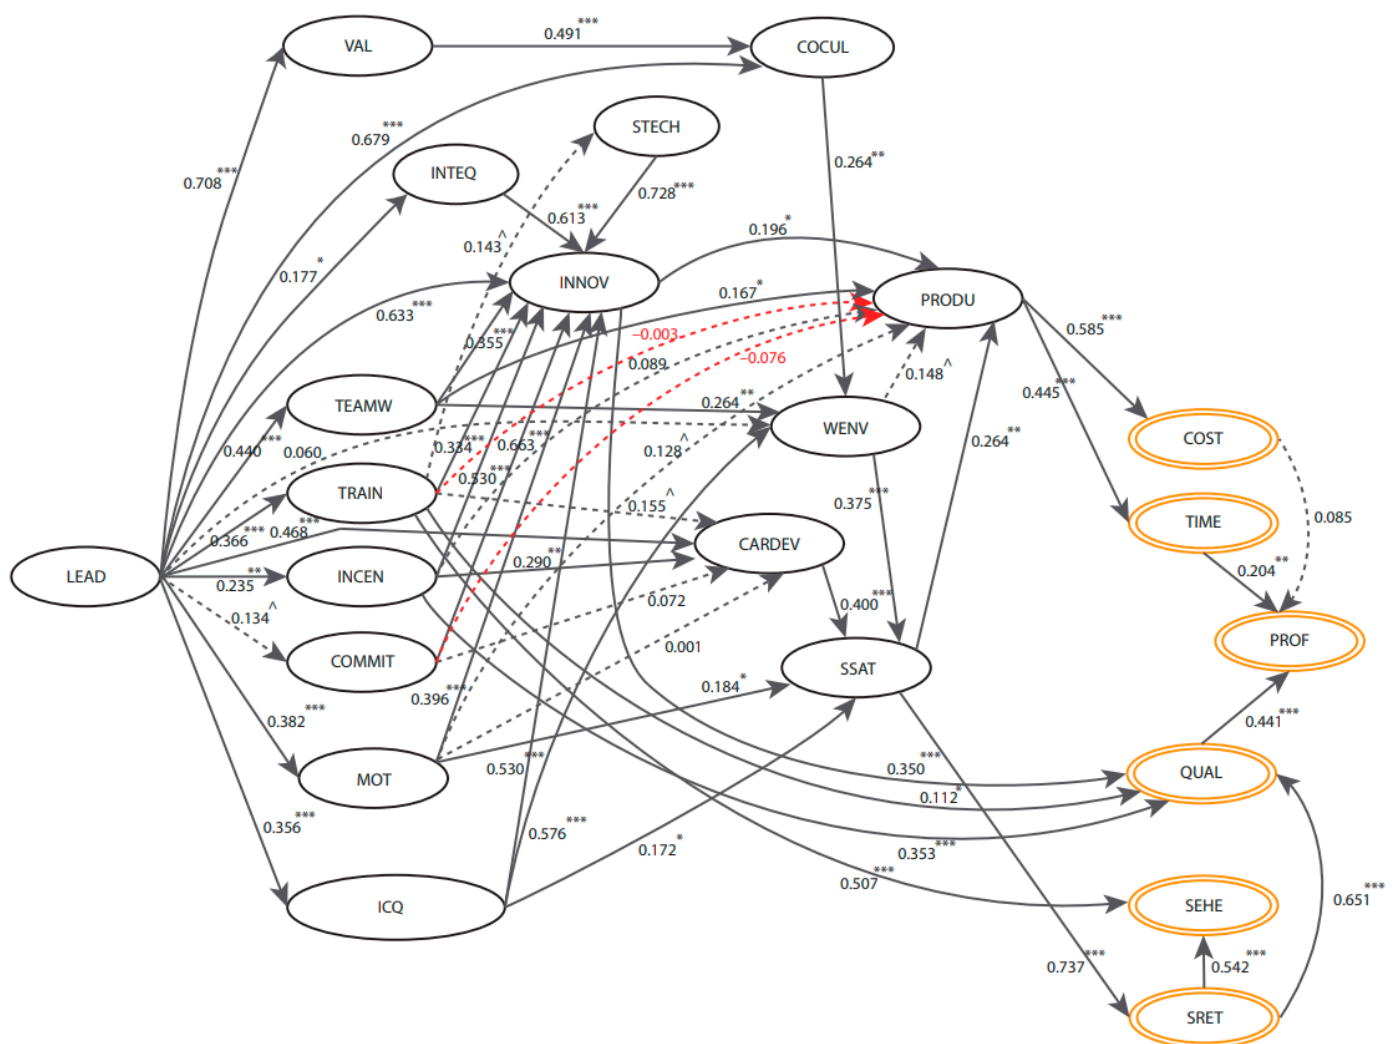 VAL
0.491***
COCUL
0.679***
STECH
0.708***
INTEQ
0.264**
0.728***
0.613***
0.143^
0.196*
0.177*
INNOV
0.167*
PRODU
0.633***
0.355***
−0.003
0.585***
0.089
−0.076
0.148^
0.445***
TEAMW
0.264**
WENV
COST
0.440***
0.060
0.334***
0.663***
0.128^
0.264**
TRAIN
0.530***
0.155^
0.375***
TIME
0.085
0.366***
0.468***
CARDEV
LEAD
0.235**
INCEN
0.290**
0.204**
0.134^
0.072
0.400***
PROF
COMMIT
0.001
SSAT
0.396***
0.184*
0.382***
0.441***
MOT
0.530***
0.350***
QUAL
0.112*
0.356***
0.576***
0.172*
0.353***
0.507***
ICQ
SEHE
0.651***
0.737***
0.542***
SRET